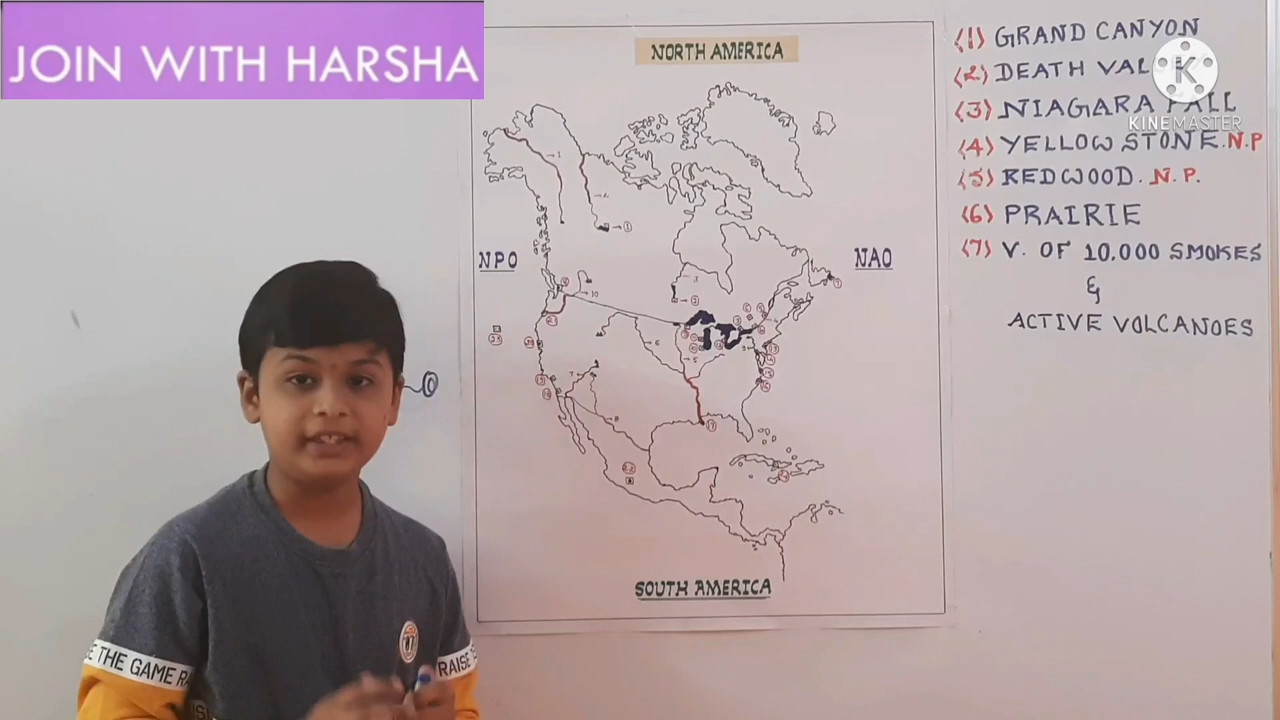 JOIN WITH HARSHA
NORTH AMERICA
NPO
NAO
SOUTH AMERICA
(1) GRAND CANYON
(2) DEATH
(3) NIAGARA FALL
(4) YELLOW STONE.N.P
(5) REDWOOD. N.P.
(6) PRAIRIE
(7) V. OF 10,000 SMOKES
&
ACTIVE VOLCANOES
K
KINEMASTER
E THE GAME RA
RAISE